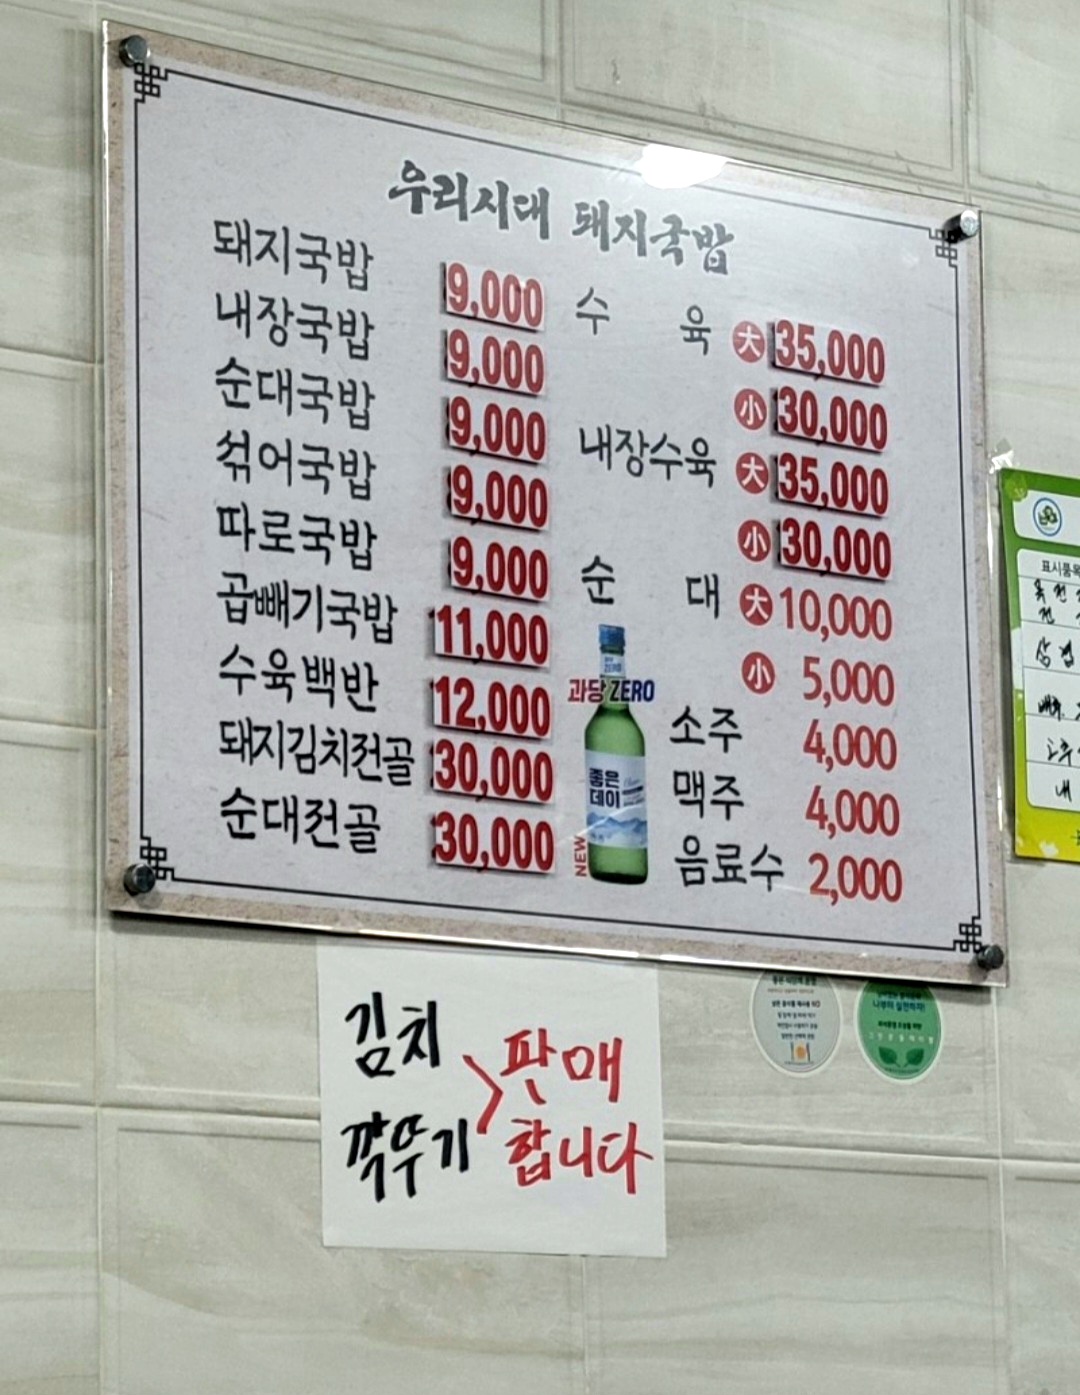 우리시대 돼지국밥
돼지국밥 9,000
내장국밥 9,000
순대국밥 9,000
섞어국밥 9,000
따로국밥 9,000
곱빼기국밥 11,000
수육백반 12,000
돼지김치전골 30,000
순대전골 30,000
수 육 大 35,000
小 30,000
내장수육 大 35,000
小 30,000
순 대 大 10,000
小 5,000
소주 4,000
맥주 4,000
음료수 2,000
과당 ZERO
좋은
데이
NEW
표시품목
김치
깍뚜기
판매
합니다